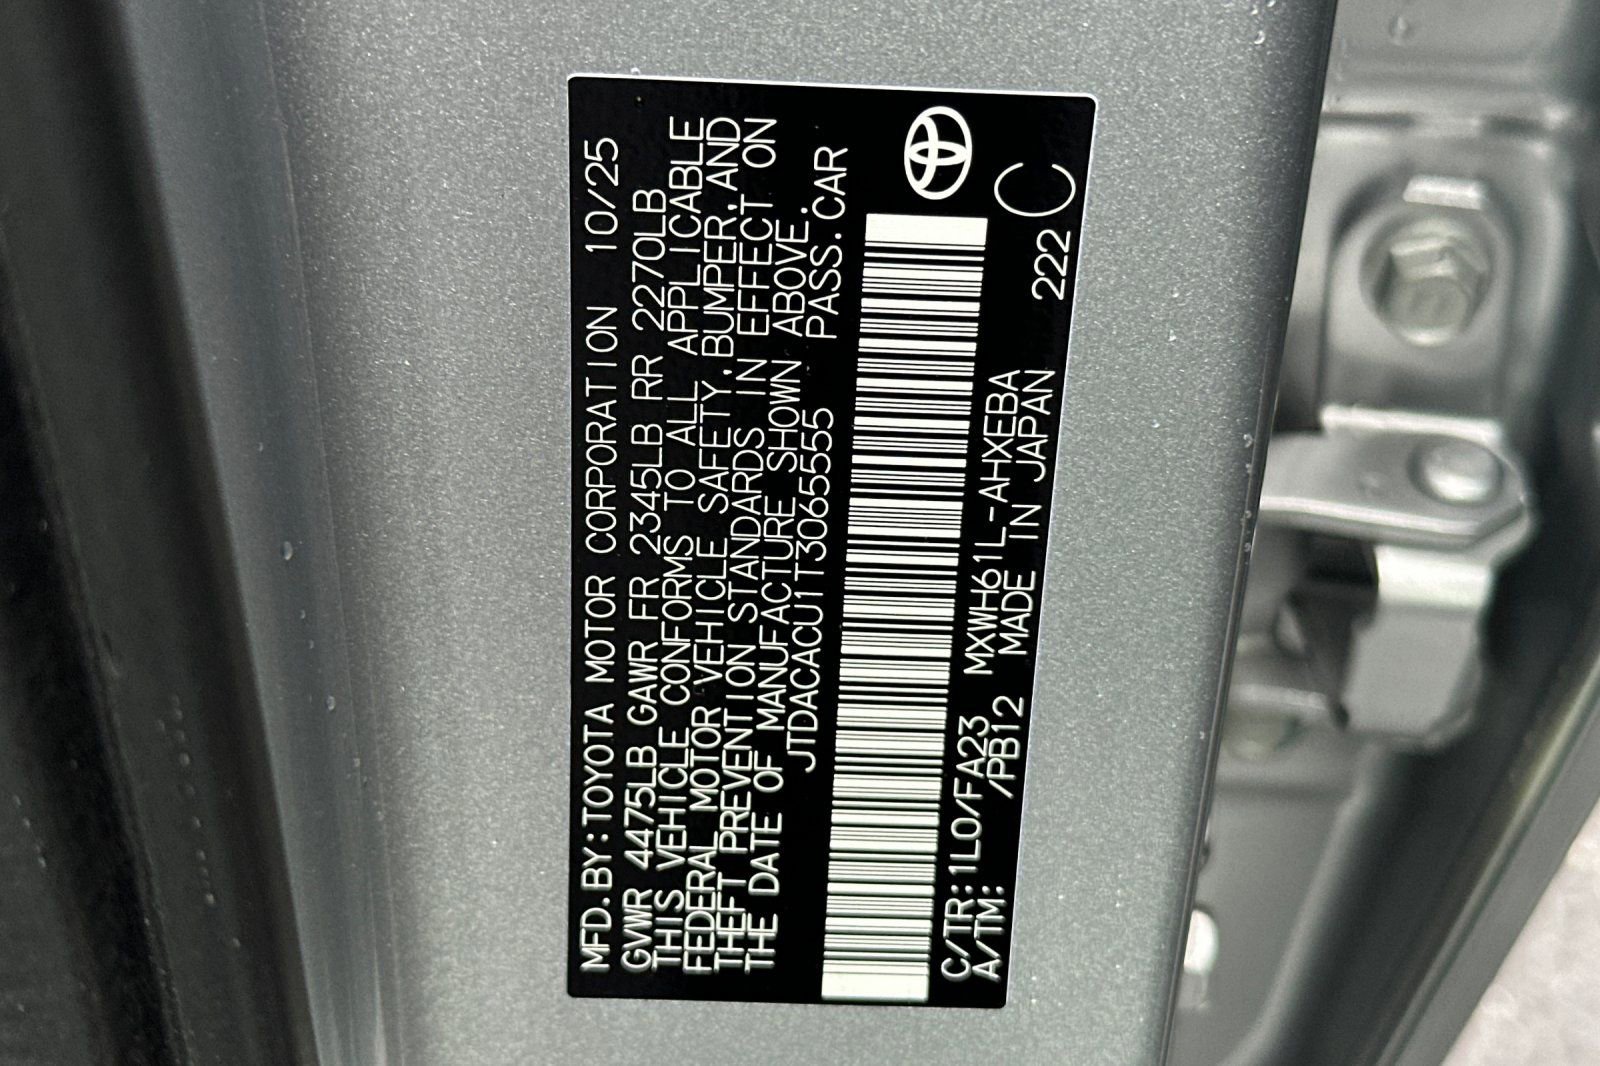 MFD.BY:TOYOTA MOTOR CORPORATION 10/25
GVWR 4475LB GAWR FR 2345LB RR 2270LB
THIS VEHICLE CONFORMS TO ALL APPLICABLE
FEDERAL MOTOR VEHICLE SAFETY,BUMPER,AND
THEFT PREVENTION STANDARDS IN EFFECT ON
THE DATE OF MANUFACTURE SHOWN ABOVE.
JTDACACU1T3065555 PASS.CAR
C/TR:1L0/FA23 MXWH61L-AHXEBA
A/TM: /PB12 MADE IN JAPAN 222 C